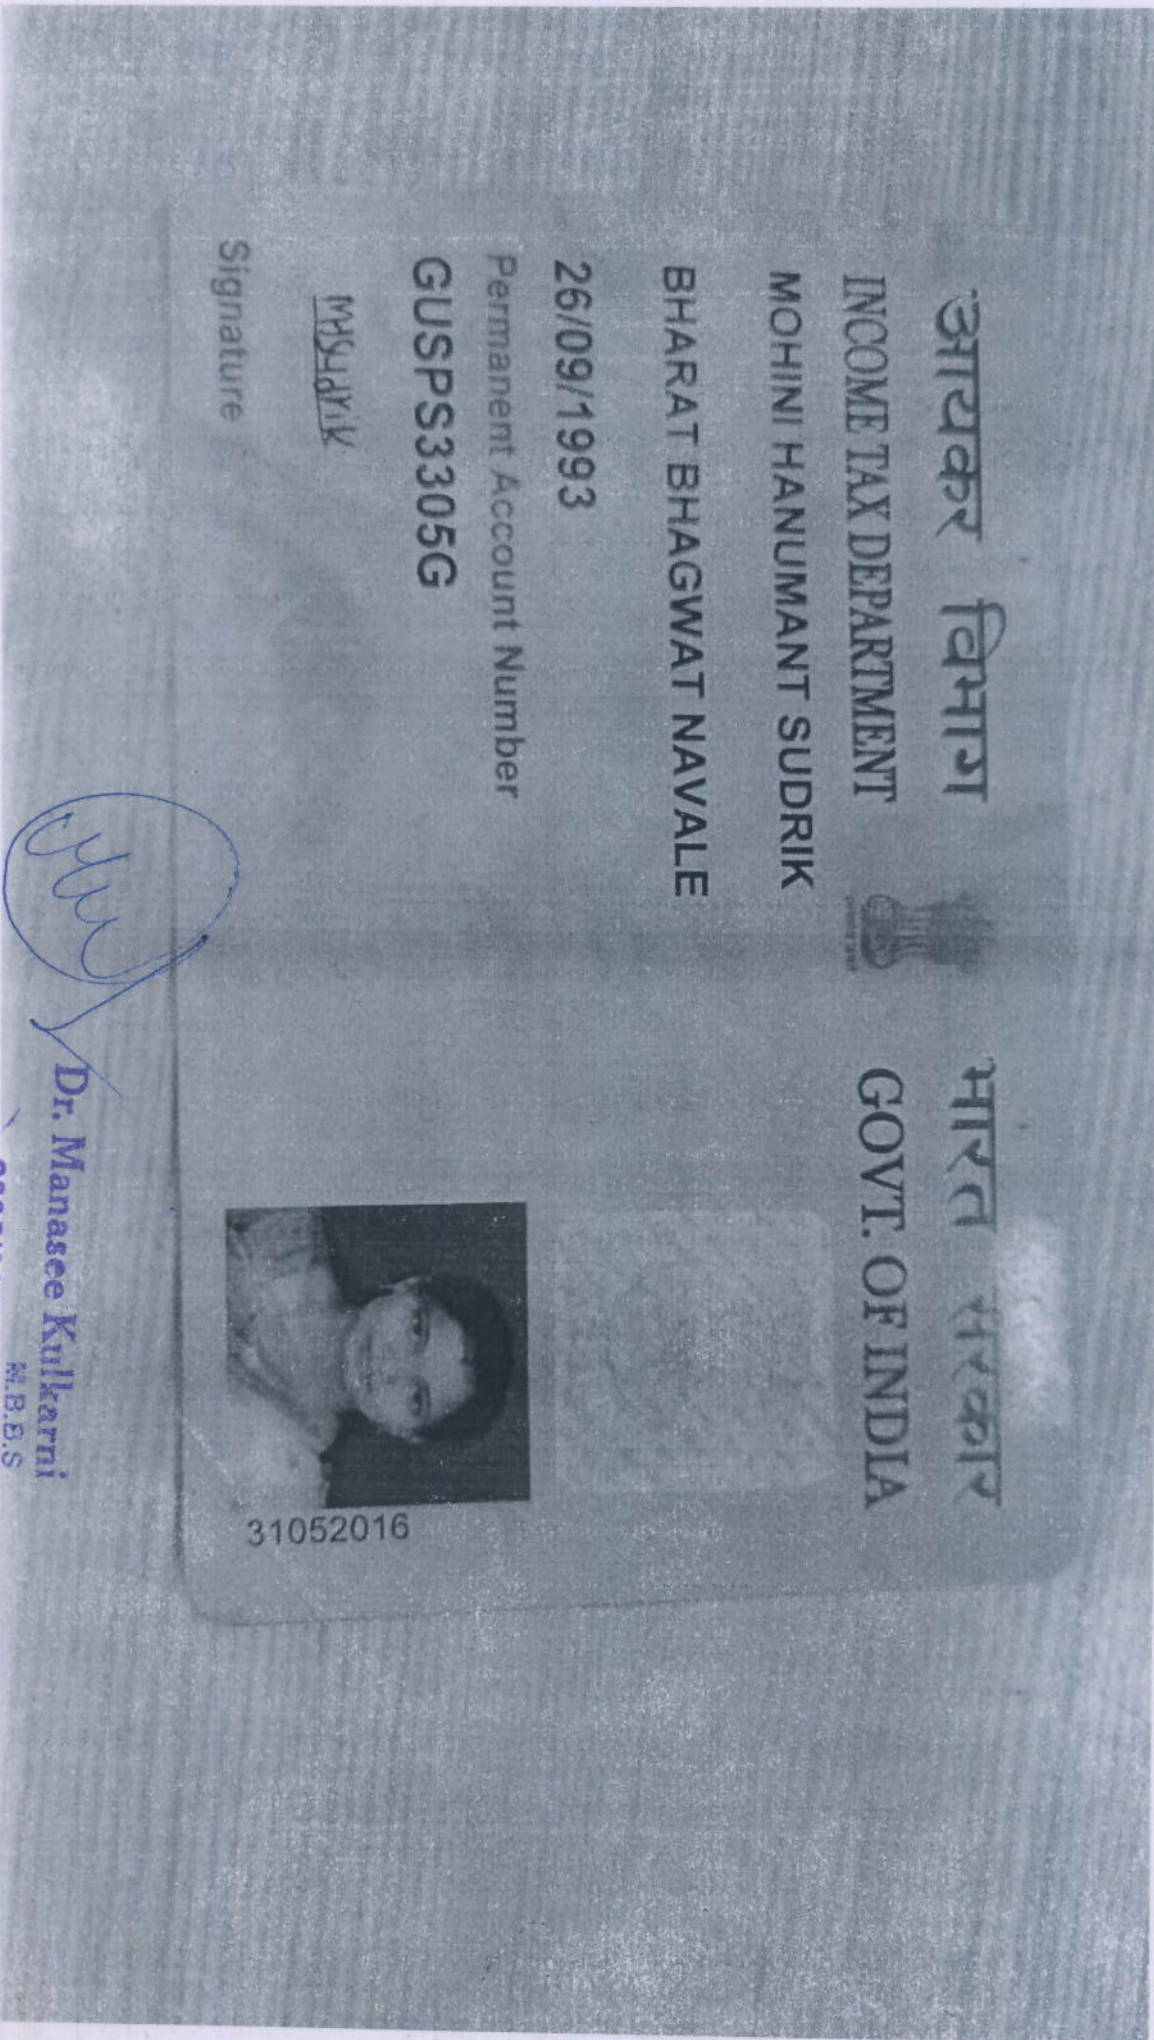 आयकर विभाग
भारत सरकार
INCOME TAX DEPARTMENT
GOVT. OF INDIA
MOHINI HANUMANT SUDRIK
BHARAT BHAGWAT NAVALE
26/09/1993
Permanent Account Number
GUSPS3305G
MHSudrik
Signature
31052016
Dr. Manasee Kulkarni
M.B.B.S